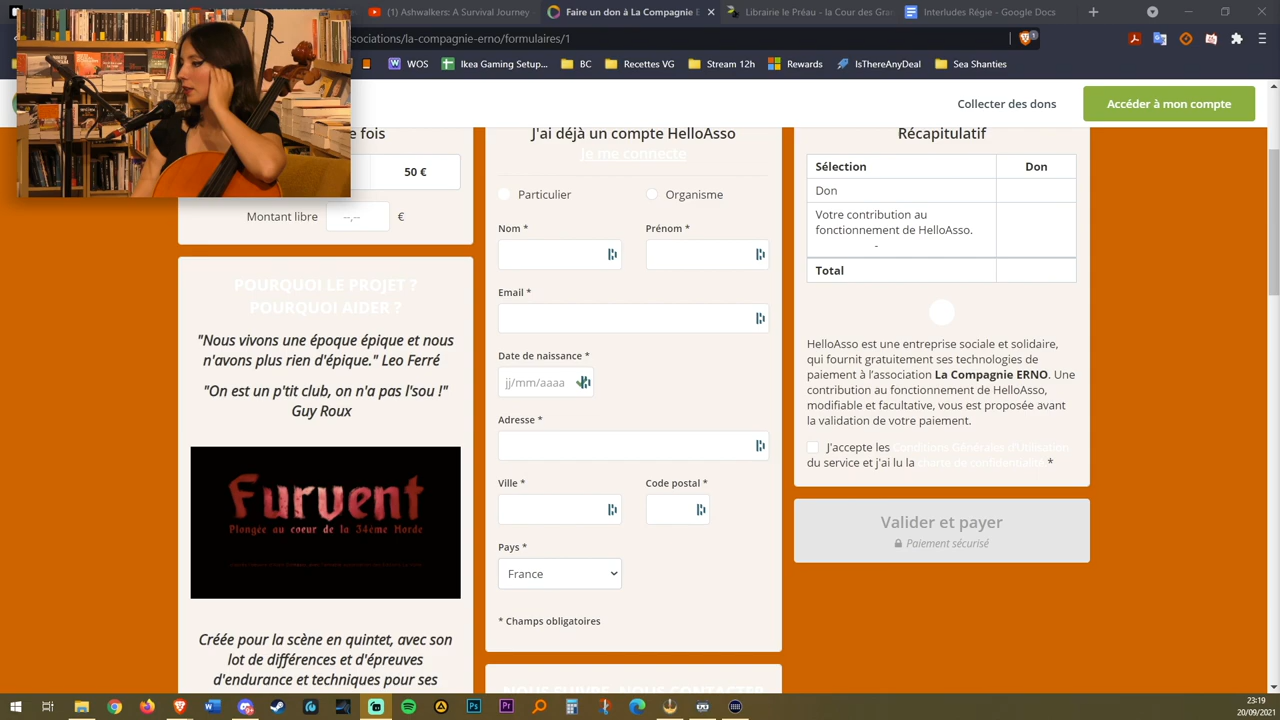 (1) Ashwalkers: A Survival Journey
Faire un don à La Compagnie E
Librairie le Préau - la Cour des Gra
Interludes Régie - Google Docs
sociations/la-compagnie-erno/formulaires/1
WOS
Ikea Gaming Setup...
BC
Recettes VG
Stream 12h
Rewards
IsThereAnyDeal
Sea Shanties
Collecter des dons
Accéder à mon compte
e fois
50 €
Montant libre
--,--
€
POURQUOI LE PROJET ?
POURQUOI AIDER ?
"Nous vivons une époque épique et nous
n'avons plus rien d'épique." Leo Ferré
"On est un p'tit club, on n'a pas l'sou !"
Guy Roux
Furvent
Plongée au coeur de la 34ème Horde
Créée pour la scène en quintet, avec son
lot de différences et d'épreuves
d'endurance et techniques pour ses
J'ai déjà un compte HelloAsso
Je me connecte
Particulier
Organisme
Nom *
Prénom *
Email *
Date de naissance *
jj/mm/aaaa
Adresse *
Ville *
Code postal *
Pays *
France
* Champs obligatoires
NOUS SUIVRE, NOUS CONTACTER
Récapitulatif
Sélection
Don
Don
Votre contribution au
fonctionnement de HelloAsso.
-
Total
HelloAsso est une entreprise sociale et solidaire,
qui fournit gratuitement ses technologies de
paiement à l'association La Compagnie ERNO. Une
contribution au fonctionnement de HelloAsso,
modifiable et facultative, vous est proposée avant
la validation de votre paiement.
J'accepte les Conditions Générales d'Utilisation
du service et j'ai lu la charte de confidentialité *
Valider et payer
Paiement sécurisé
23:19
20/09/2021